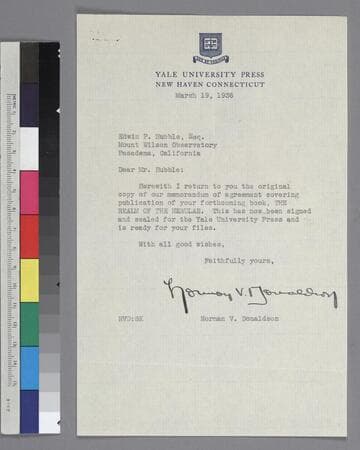 YALE UNIVERSITY PRESS
NEW HAVEN CONNECTICUT
March 19, 1936
Edwin P. Hubble, Esq.
Mount Wilson Observatory
Pasadena, California
Dear Mr. Hubble:
Herewith I return to you the original
copy of our memorandum of agreement covering
publication of your forthcoming book, THE
REALM OF THE NEBULAE. This has now been signed
and sealed for the Yale University Press and
is ready for your files.
With all good wishes,
Faithfully yours,
Norman V. Donaldson
NVD:SK Norman V. Donaldson